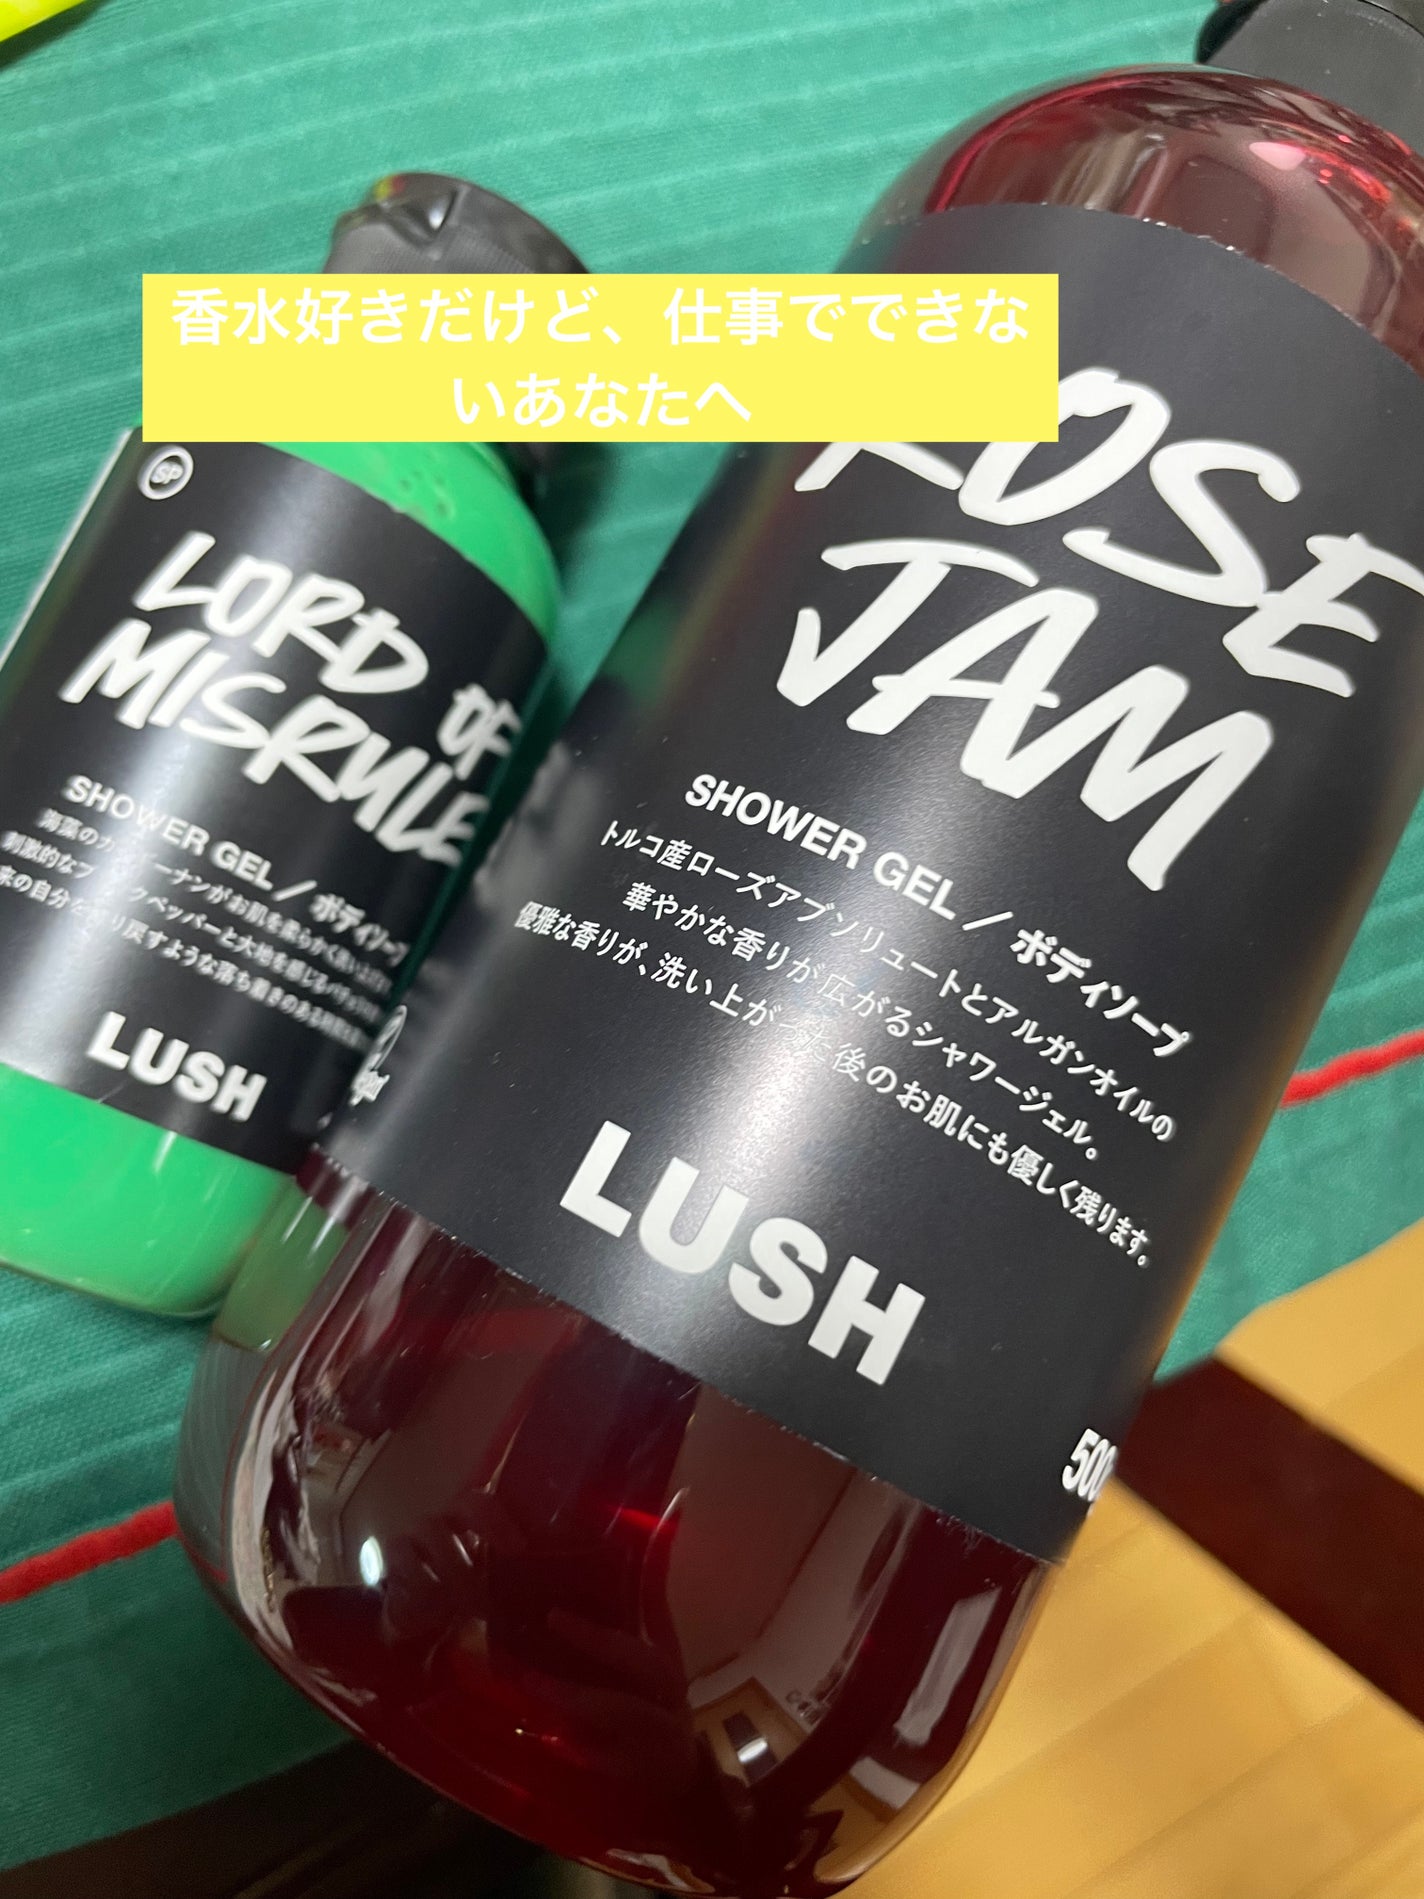 香水好きだけど、仕事でできな
いあなたへ
SP
LORD OF
MISRULE
SHOWER GEL / ボディソープ
LUSH
ROSE
JAM
SHOWER GEL / ボディソープ
トルコ産ローズアブソリュートとアルガンオイルの
華やかな香りが広がるシャワージェル。
優雅な香りが、洗い上がった後のお肌にも優しく残ります。
LUSH
500